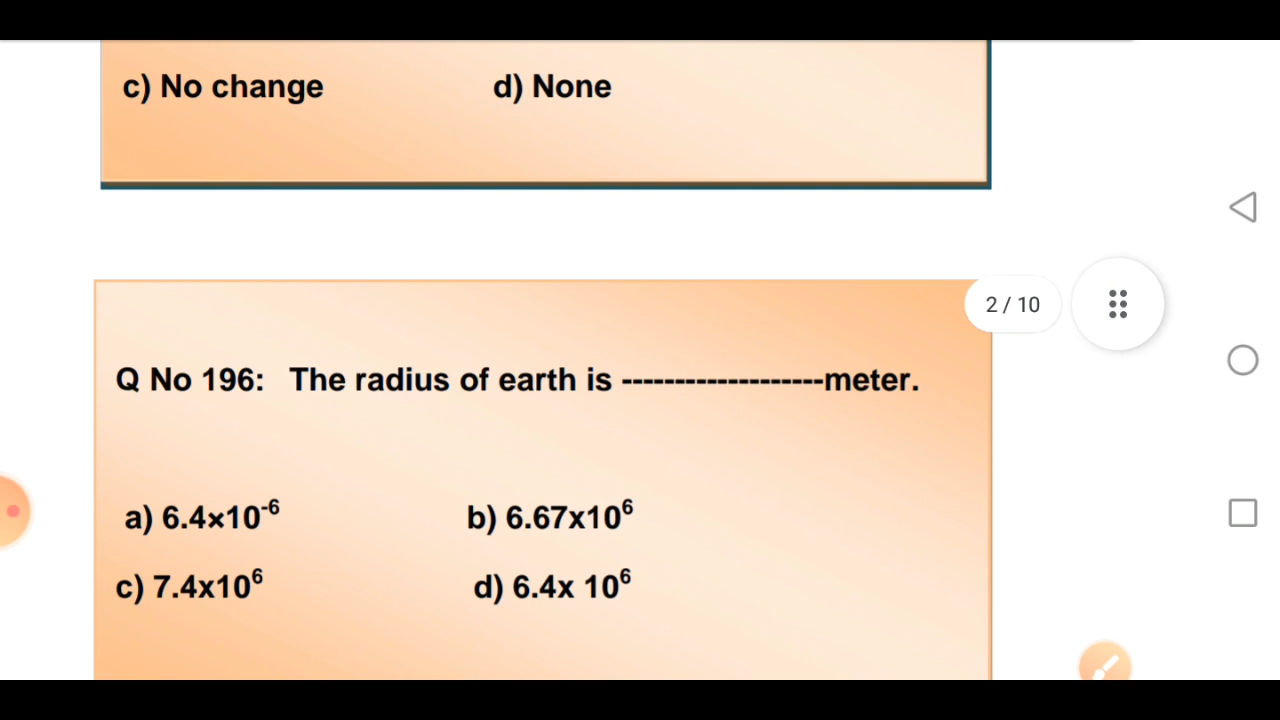 c) No change d) None
2 / 10
Q No 196: The radius of earth is -------------------meter.
a) 6.4×10⁻⁶ b) 6.67x10⁶
c) 7.4x10⁶ d) 6.4x 10⁶